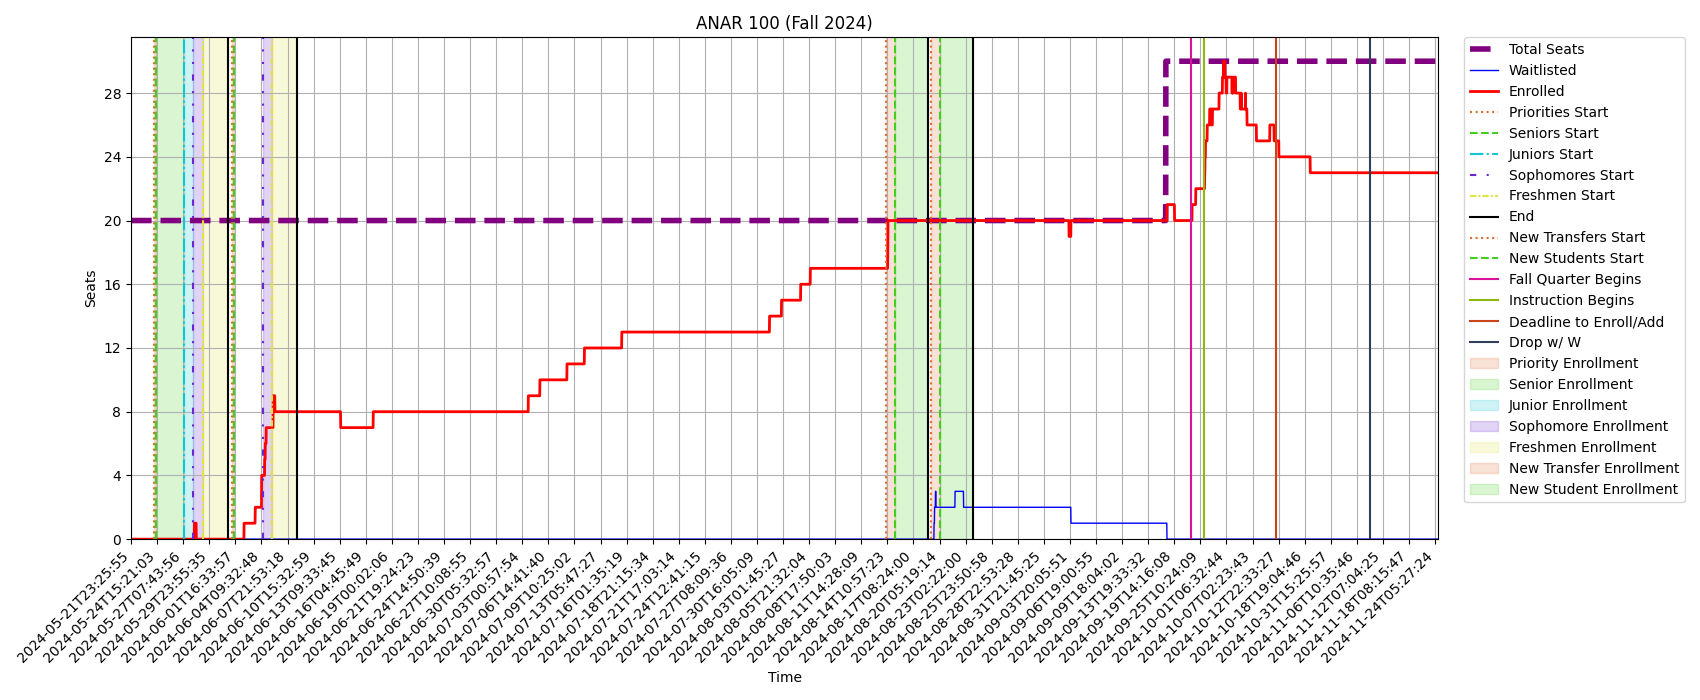 ANAR 100 (Fall 2024)
Seats
28
24
20
16
12
8
4
0
2024-05-21T23:25:55
2024-05-24T15:21:03
2024-05-27T07:43:56
2024-05-29T23:55:35
2024-06-01T16:33:57
2024-06-04T09:32:48
2024-06-07T21:53:18
2024-06-10T15:32:59
2024-06-13T09:33:45
2024-06-16T04:45:49
2024-06-19T00:02:06
2024-06-21T19:24:23
2024-06-24T14:50:39
2024-06-27T10:08:55
2024-06-30T05:32:57
2024-07-03T00:57:54
2024-07-06T14:41:40
2024-07-09T10:25:02
2024-07-13T05:47:27
2024-07-16T01:35:19
2024-07-18T21:15:34
2024-07-21T17:03:14
2024-07-24T12:41:15
2024-07-27T08:09:36
2024-07-30T16:05:09
2024-08-03T01:45:27
2024-08-05T21:32:04
2024-08-08T17:50:03
2024-08-11T14:28:09
2024-08-14T10:57:23
2024-08-17T08:24:00
2024-08-20T05:19:14
2024-08-23T02:22:00
2024-08-25T23:50:58
2024-08-28T22:53:28
2024-08-31T21:45:25
2024-09-03T20:05:51
2024-09-06T19:00:55
2024-09-09T18:04:02
2024-09-13T19:33:32
2024-09-19T14:16:08
2024-09-25T10:24:09
2024-10-01T06:32:44
2024-10-07T02:23:43
2024-10-12T22:33:27
2024-10-18T19:04:46
2024-10-31T15:25:57
2024-11-06T10:35:46
2024-11-12T07:04:25
2024-11-18T08:15:47
2024-11-24T05:27:24
Time
Total Seats
Waitlisted
Enrolled
Priorities Start
Seniors Start
Juniors Start
Sophomores Start
Freshmen Start
End
New Transfers Start
New Students Start
Fall Quarter Begins
Instruction Begins
Deadline to Enroll/Add
Drop w/ W
Priority Enrollment
Senior Enrollment
Junior Enrollment
Sophomore Enrollment
Freshmen Enrollment
New Transfer Enrollment
New Student Enrollment